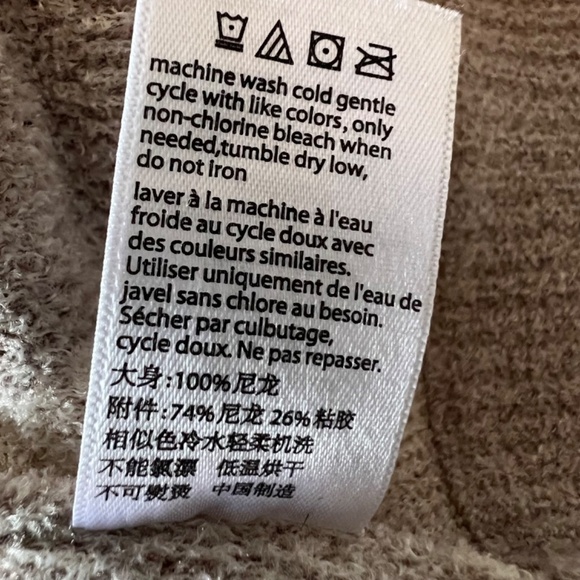 machine wash cold gentle
cycle with like colors, only
non-chlorine bleach when
needed,tumble dry low,
do not iron
laver à la machine à l'eau
froide au cycle doux avec
des couleurs similaires.
Utiliser uniquement de l'eau de
javel sans chlore au besoin.
Sécher par culbutage,
cycle doux. Ne pas repasser.
大身:100%尼龙
附件:74%尼龙 26%粘胶
相似色冷水轻柔机洗
不能氯漂 低温烘干
不可熨烫 中国制造